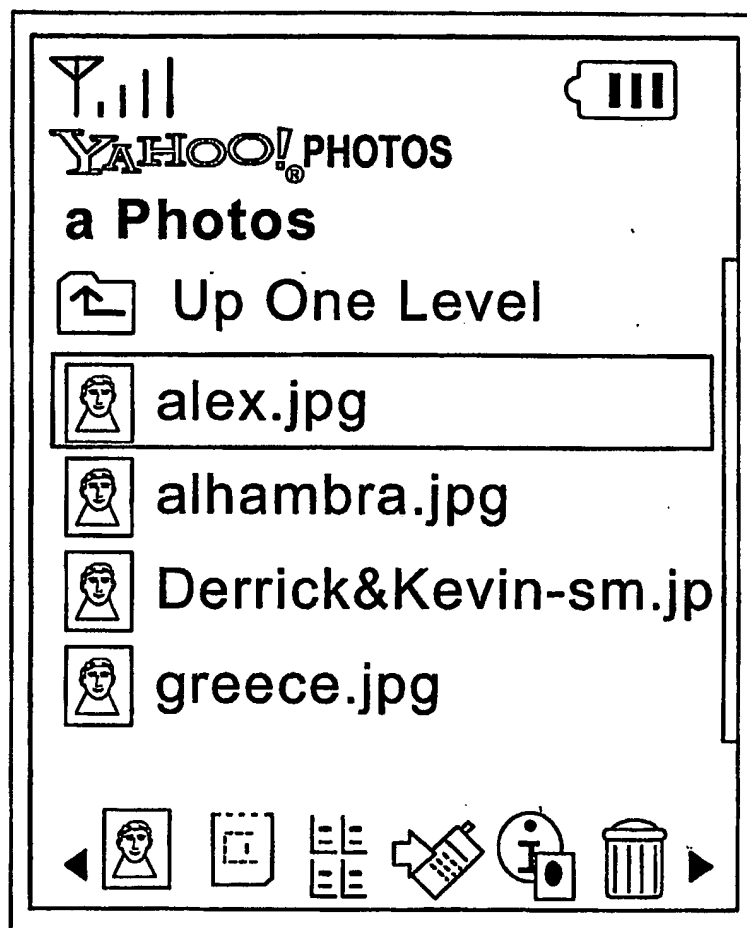 YAHOO!® PHOTOS
a Photos
Up One Level
alex.jpg
alhambra.jpg
Derrick&Kevin-sm.jp
greece.jpg